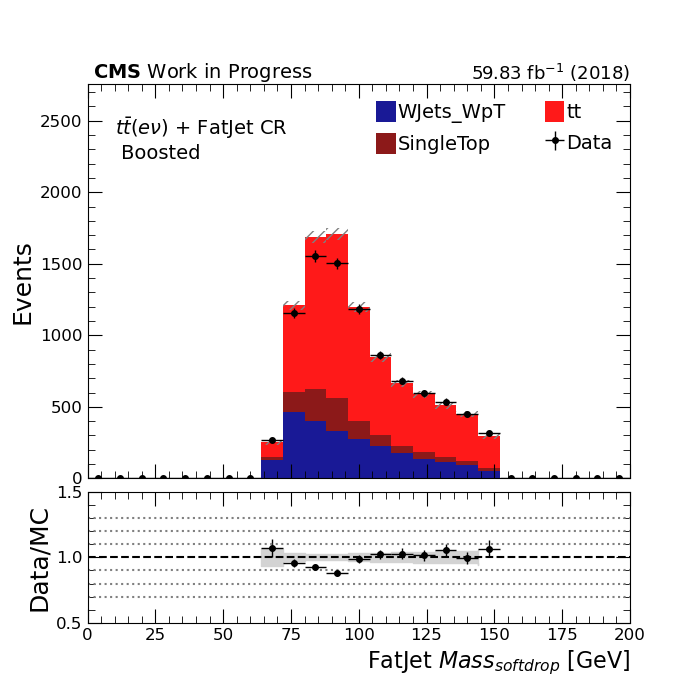 CMS Work in Progress 59.83 fb⁻¹ (2018)
tt̄(eν) + FatJet CR
Boosted
WJets_WpT tt
SingleTop Data
Events
2500
2000
1500
1000
500
0
Data/MC
1.5
1.0
0.5
0 25 50 75 100 125 150 175 200
FatJet Mass_softdrop [GeV]